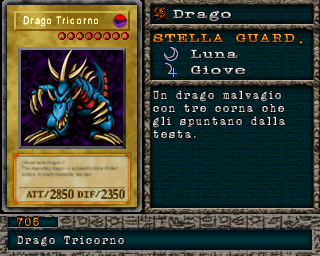 Drago Tricorno
ATT/2850 DIF/2350
Drago
STELLA GUARD.
Luna
Giove
Un drago malvagio
con tre corna che
gli spuntano dalla
testa.
705
Drago Tricorno